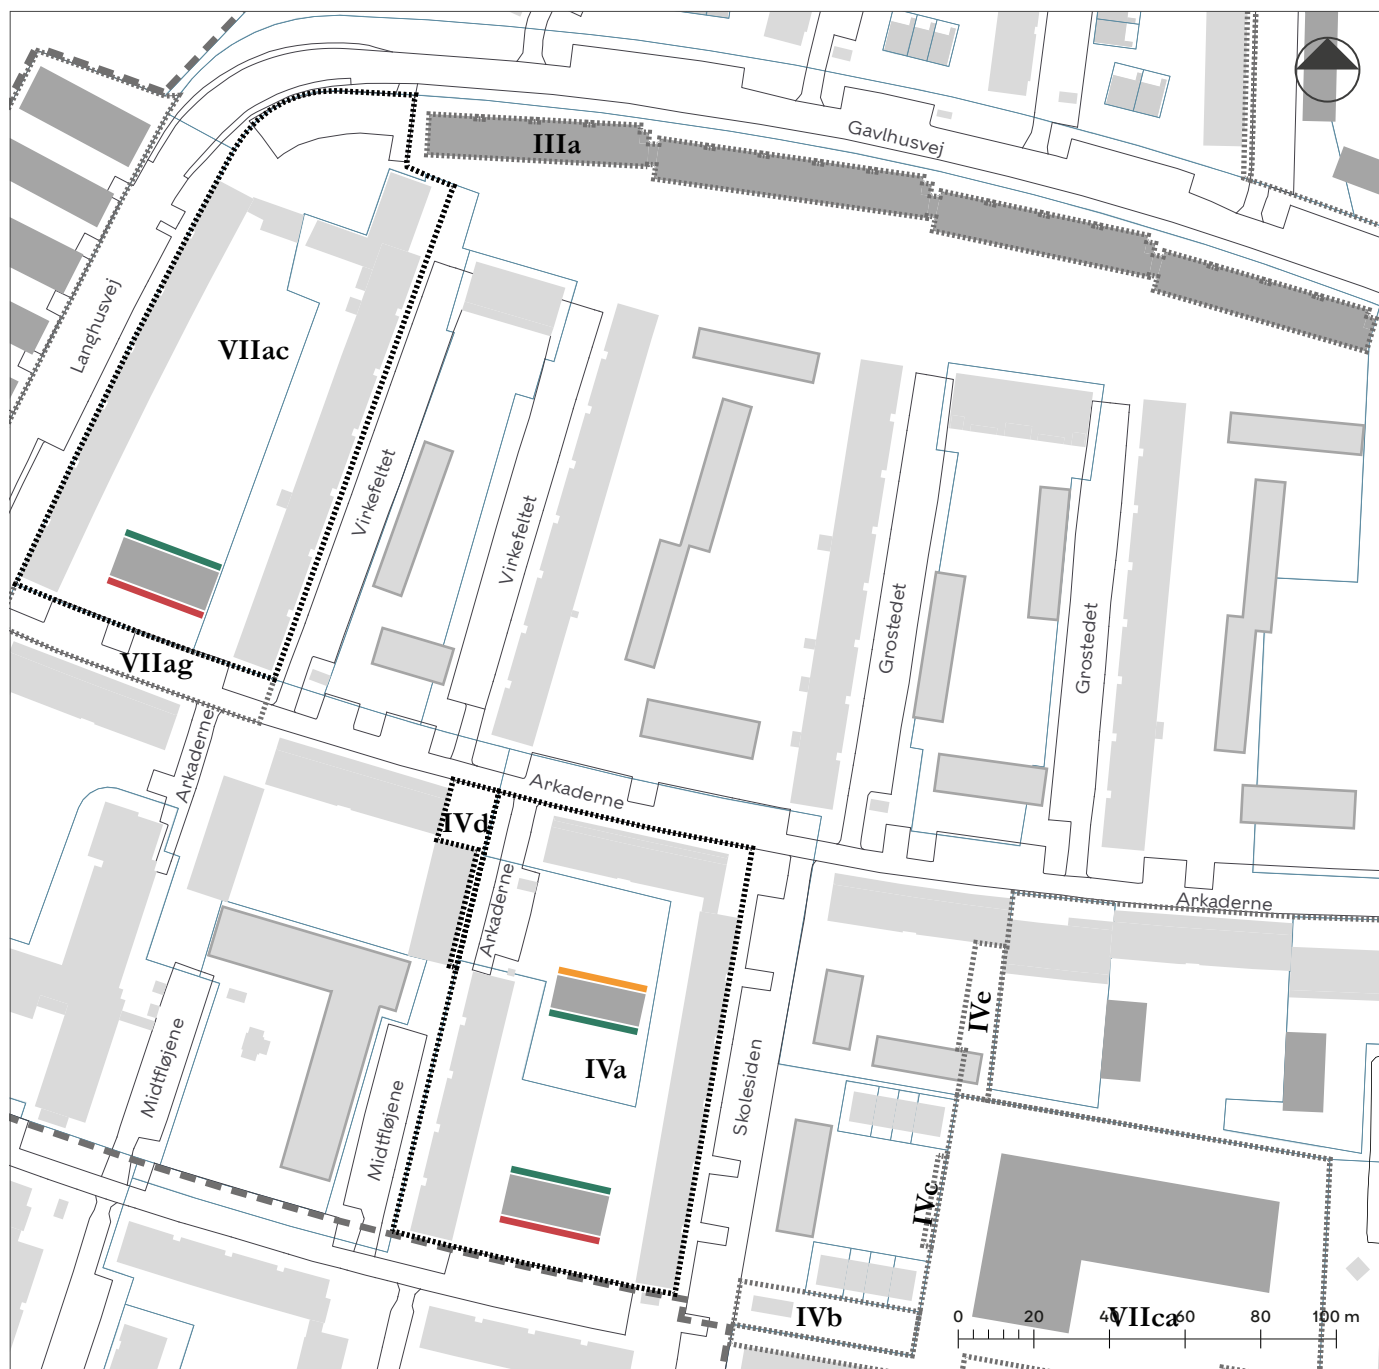 Gavlhusvej
IIIa
Langhusvej
VIIac
Virkefeltet
Virkefeltet
Grostedet
Grostedet
VIIag
Arkaderne
Arkaderne
IVd
Arkaderne
Arkaderne
IVe
IVa
Skolesiden
Midtfløjene
Midtfløjene
IVc
IVb
VIIca
0 20 40 60 80 100 m